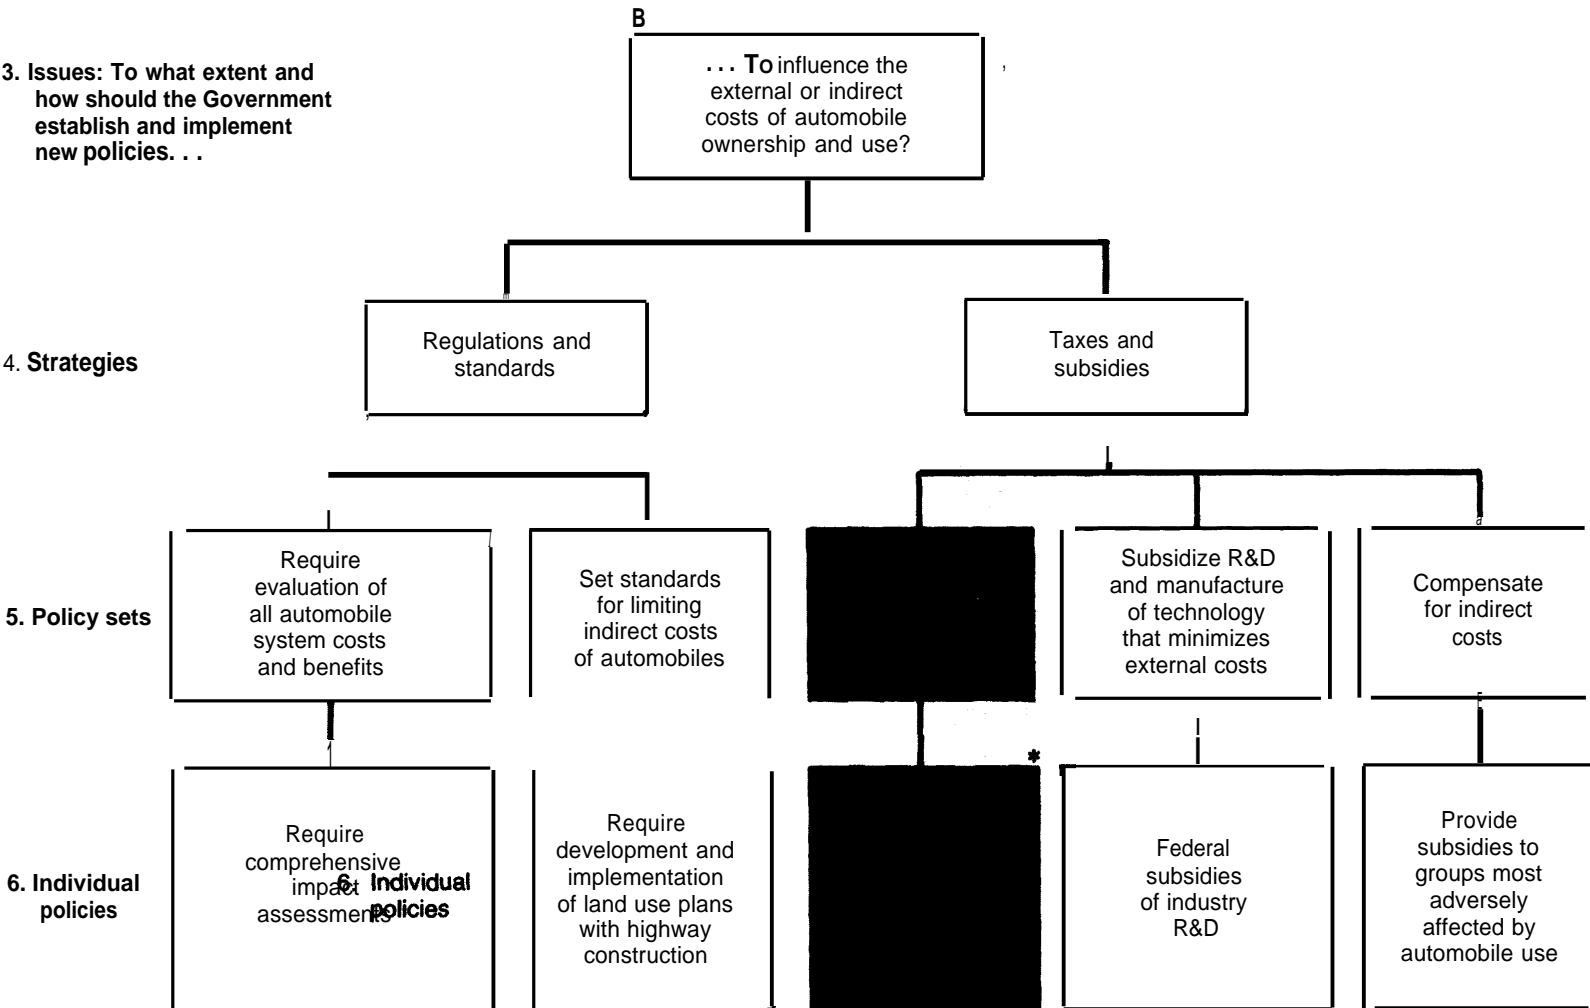 B
3. Issues: To what extent and
how should the Government
establish and implement
new policies. . .
. . . To influence the
external or indirect
costs of automobile
ownership and use?
4. Strategies
Regulations and
standards
Taxes and
subsidies
5. Policy sets
Require
evaluation of
all automobile
system costs
and benefits
Set standards
for limiting
indirect costs
of automobiles
Subsidize R&D
and manufacture
of technology
that minimizes
external costs
Compensate
for indirect
costs
*
6. Individual
policies
Require
comprehensive
impact
assessments
6. Individual
policies
Require
development and
implementation
of land use plans
with highway
construction
Federal
subsidies
of industry
R&D
Provide
subsidies to
groups most
adversely
affected by
automobile use